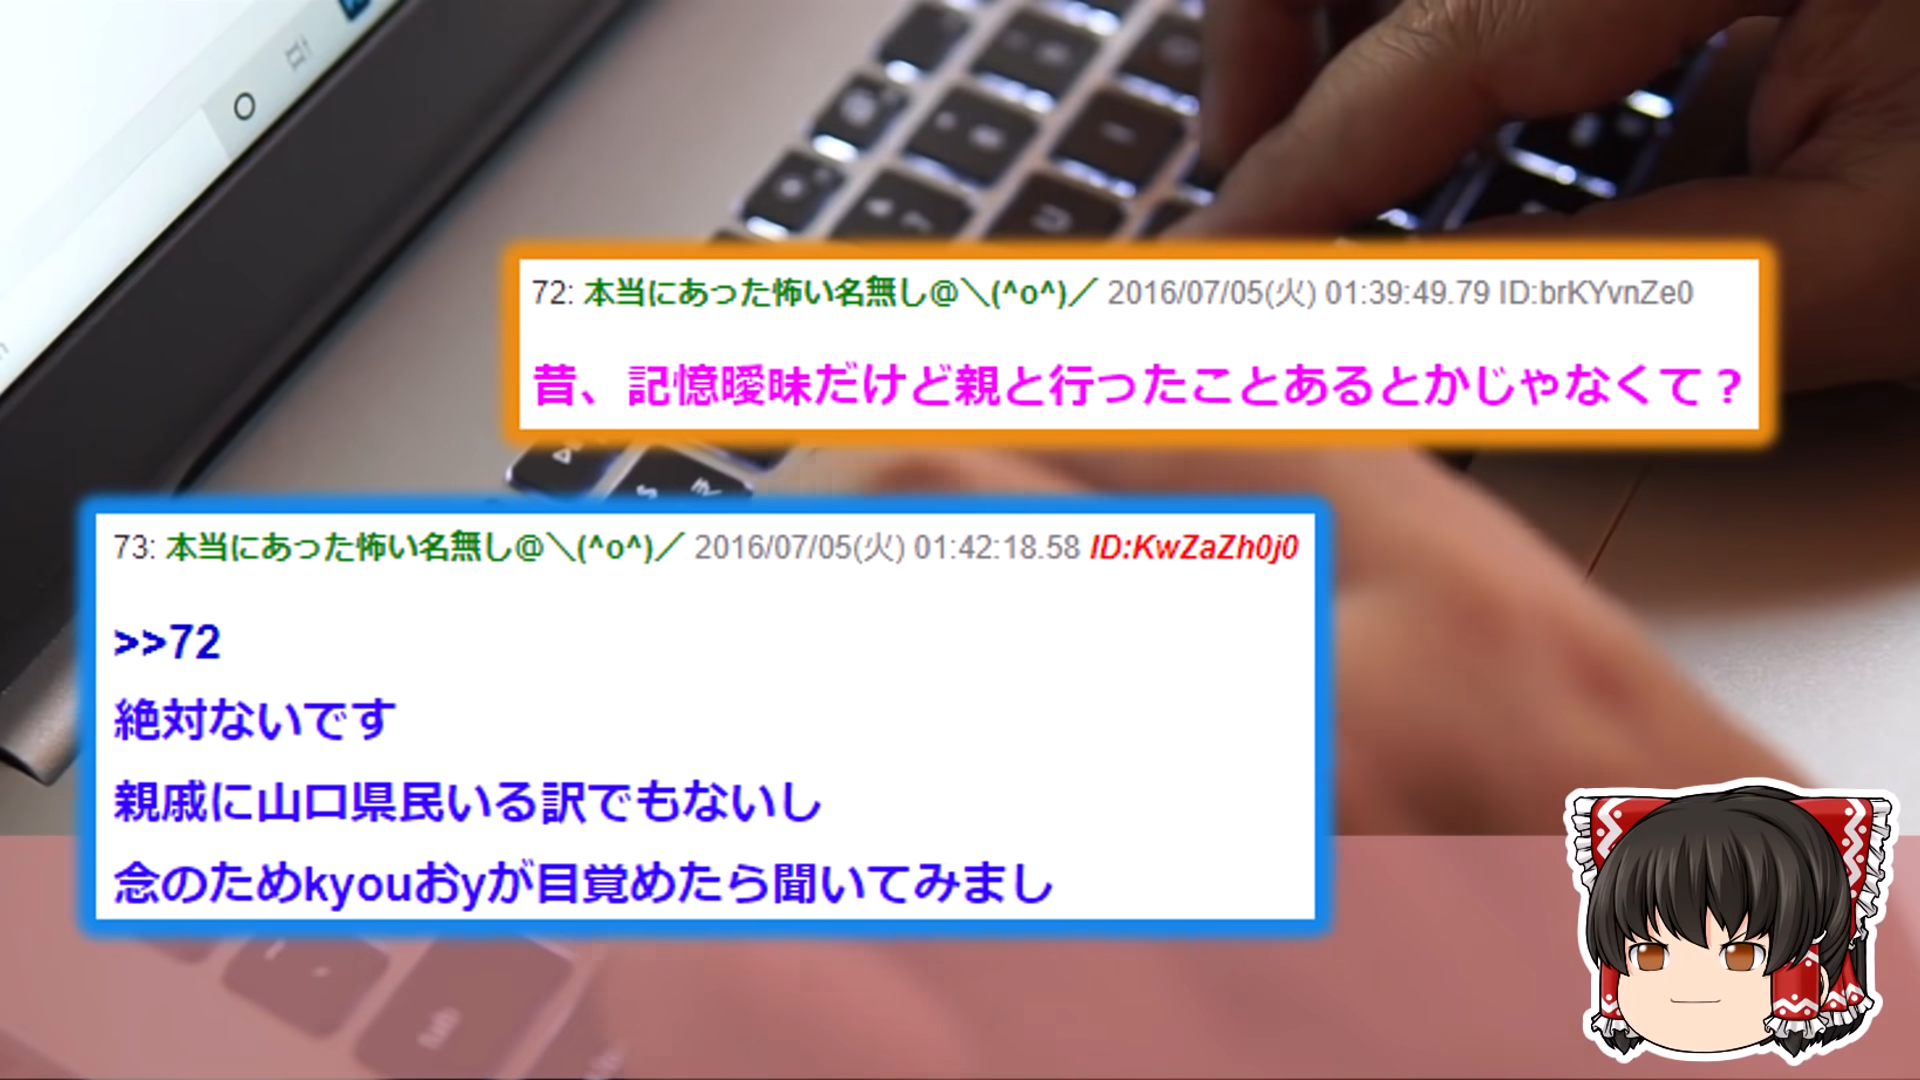 72: 本当にあった怖い名無し@＼(^o^)／ 2016/07/05(火) 01:39:49.79 ID:brKYvnZe0
昔、記憶曖昧だけど親と行ったことあるとかじゃなくて？
73: 本当にあった怖い名無し@＼(^o^)／ 2016/07/05(火) 01:42:18.58 ID:KwZaZh0j0
>>72
絶対ないです
親戚に山口県民いる訳でもないし
念のためkyouおyが目覚めたら聞いてみまし